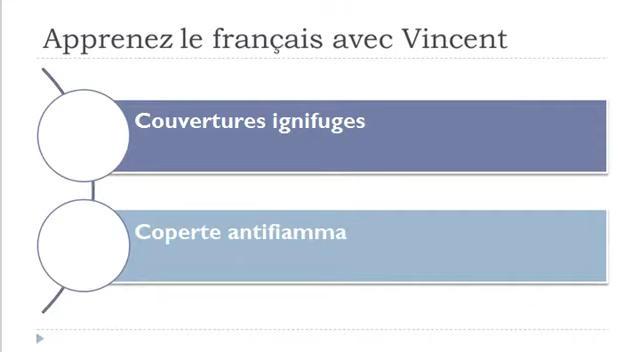 Apprenez le français avec Vincent
Couvertures ignifuges
Coperte antifiamma